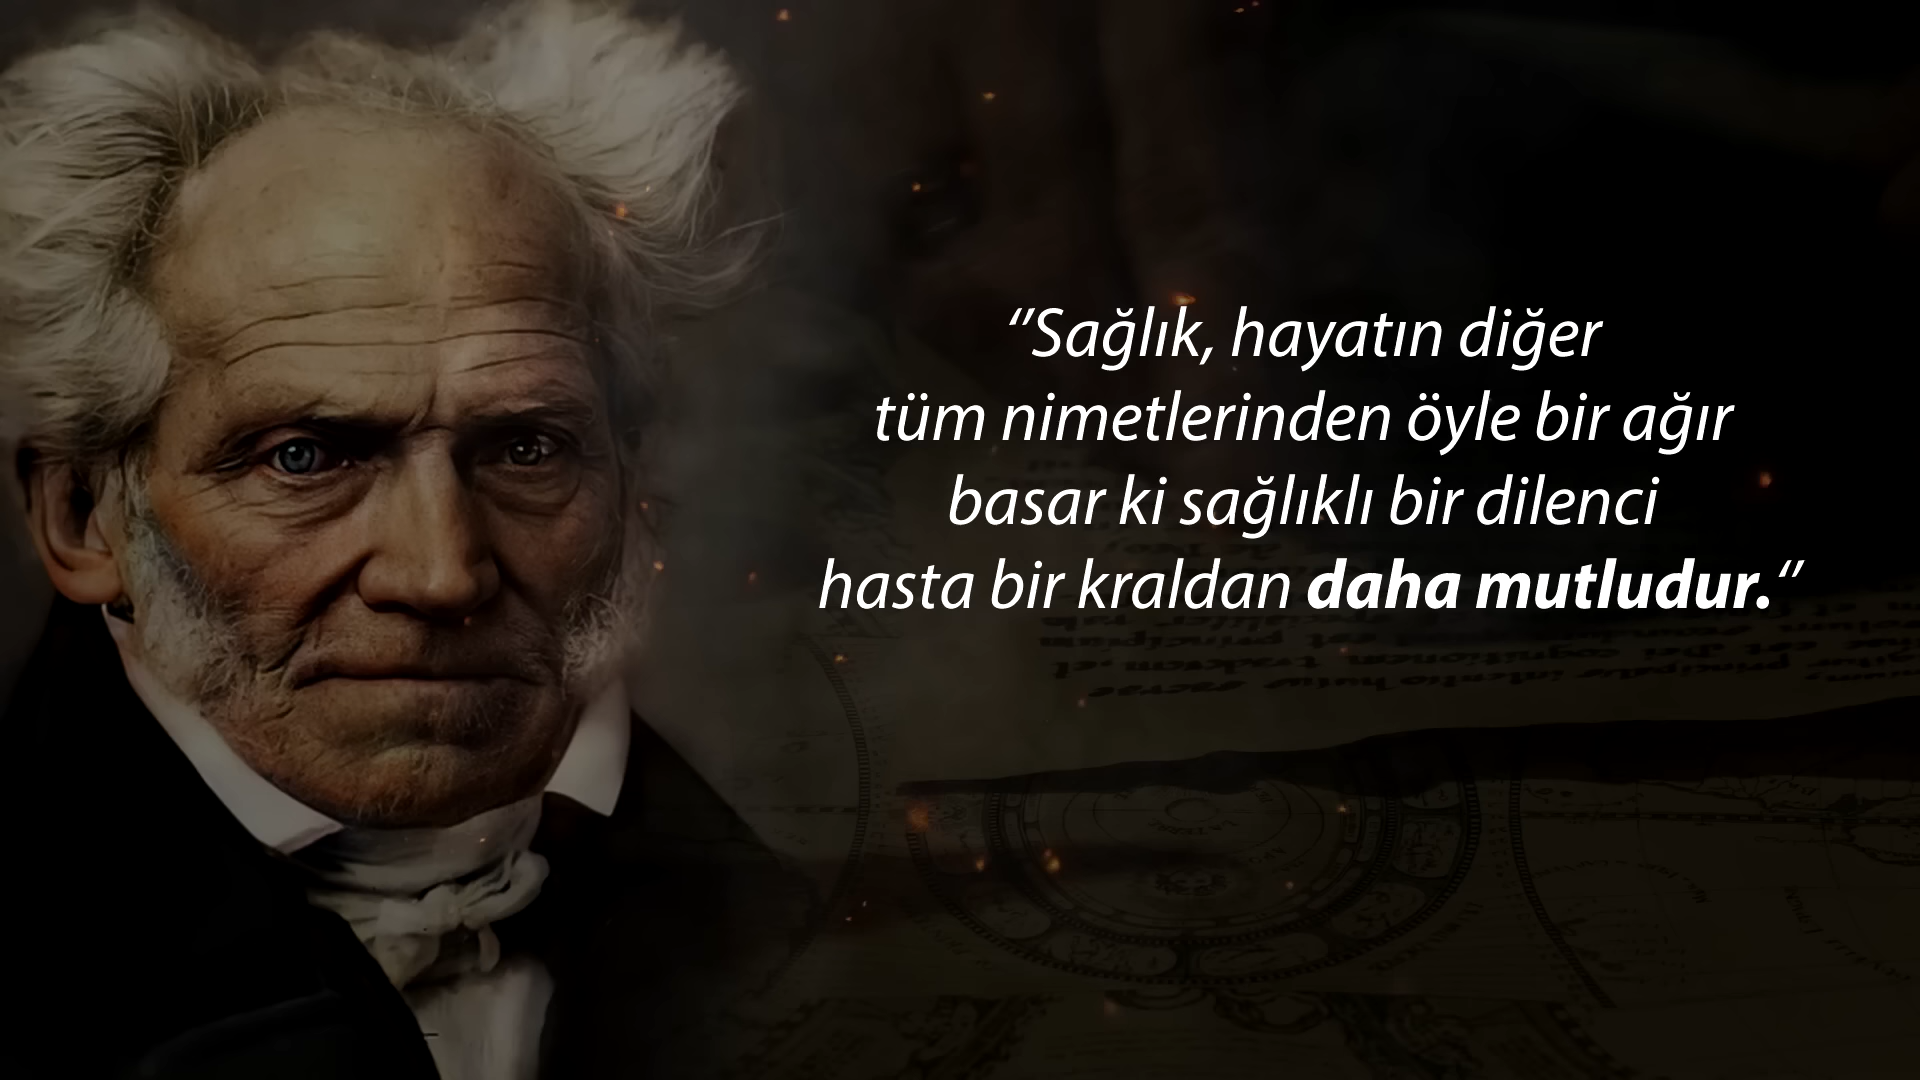 “Sağlık, hayatın diğer
tüm nimetlerinden öyle bir ağır
basar ki sağlıklı bir dilenci
hasta bir kraldan daha mutludur.“